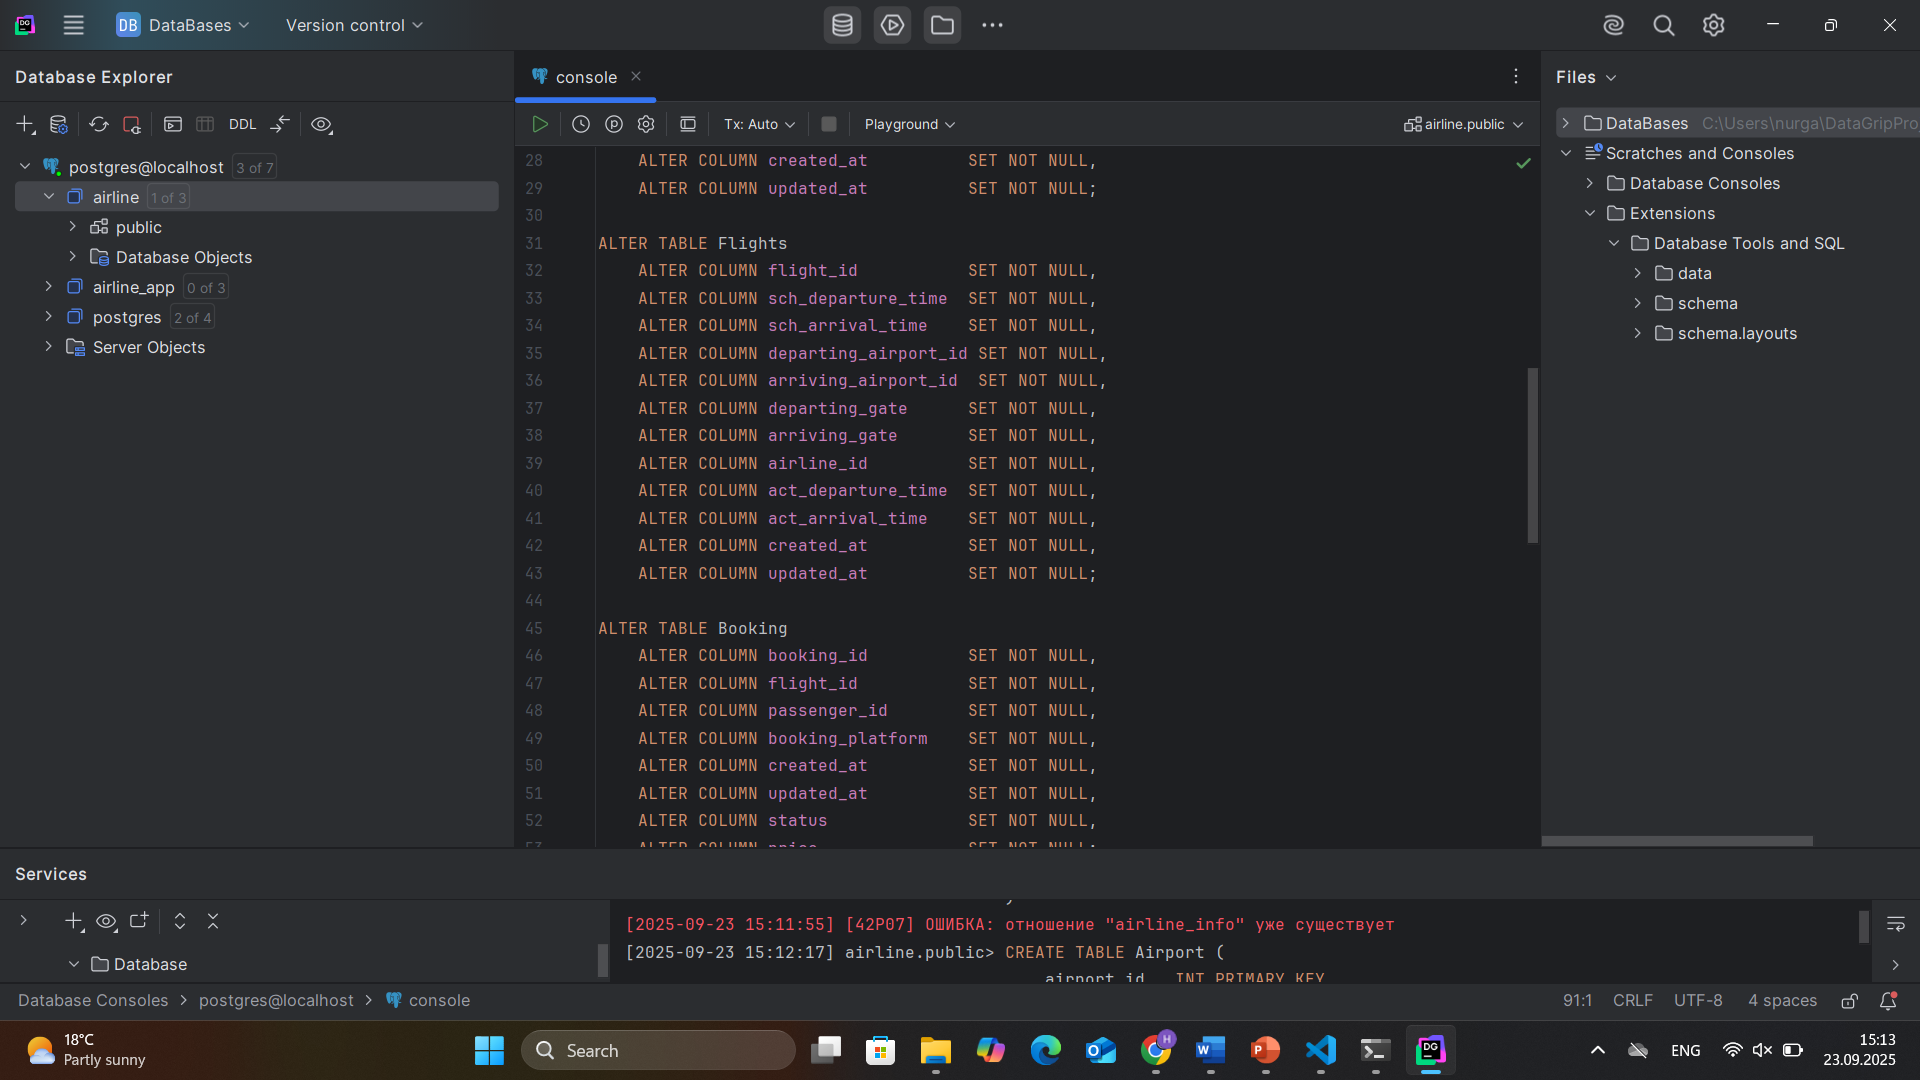 DG
DB DataBases
Version control
Database Explorer
console
Files
DDL
Tx: Auto
Playground
airline.public
postgres@localhost 3 of 7
airline 1 of 3
public
Database Objects
airline_app 0 of 3
postgres 2 of 4
Server Objects
28 ALTER COLUMN created_at SET NOT NULL,
29 ALTER COLUMN updated_at SET NOT NULL;
30
31 ALTER TABLE Flights
32 ALTER COLUMN flight_id SET NOT NULL,
33 ALTER COLUMN sch_departure_time SET NOT NULL,
34 ALTER COLUMN sch_arrival_time SET NOT NULL,
35 ALTER COLUMN departing_airport_id SET NOT NULL,
36 ALTER COLUMN arriving_airport_id SET NOT NULL,
37 ALTER COLUMN departing_gate SET NOT NULL,
38 ALTER COLUMN arriving_gate SET NOT NULL,
39 ALTER COLUMN airline_id SET NOT NULL,
40 ALTER COLUMN act_departure_time SET NOT NULL,
41 ALTER COLUMN act_arrival_time SET NOT NULL,
42 ALTER COLUMN created_at SET NOT NULL,
43 ALTER COLUMN updated_at SET NOT NULL;
44
45 ALTER TABLE Booking
46 ALTER COLUMN booking_id SET NOT NULL,
47 ALTER COLUMN flight_id SET NOT NULL,
48 ALTER COLUMN passenger_id SET NOT NULL,
49 ALTER COLUMN booking_platform SET NOT NULL,
50 ALTER COLUMN created_at SET NOT NULL,
51 ALTER COLUMN updated_at SET NOT NULL,
52 ALTER COLUMN status SET NOT NULL,
53 ALTER COLUMN price SET NOT NULL;
DataBases C:\Users\nurga\DataGripPro
Scratches and Consoles
Database Consoles
Extensions
Database Tools and SQL
data
schema
schema.layouts
Services
Database
[2025-09-23 15:11:55] [42P07] ОШИБКА: отношение "airline_info" уже существует
[2025-09-23 15:12:17] airline.public> CREATE TABLE Airport (
airport_id INT PRIMARY KEY
Database Consoles > postgres@localhost > console
91:1 CRLF UTF-8 4 spaces
18°C
Partly sunny
Search
H
DG
ENG
15:13
23.09.2025